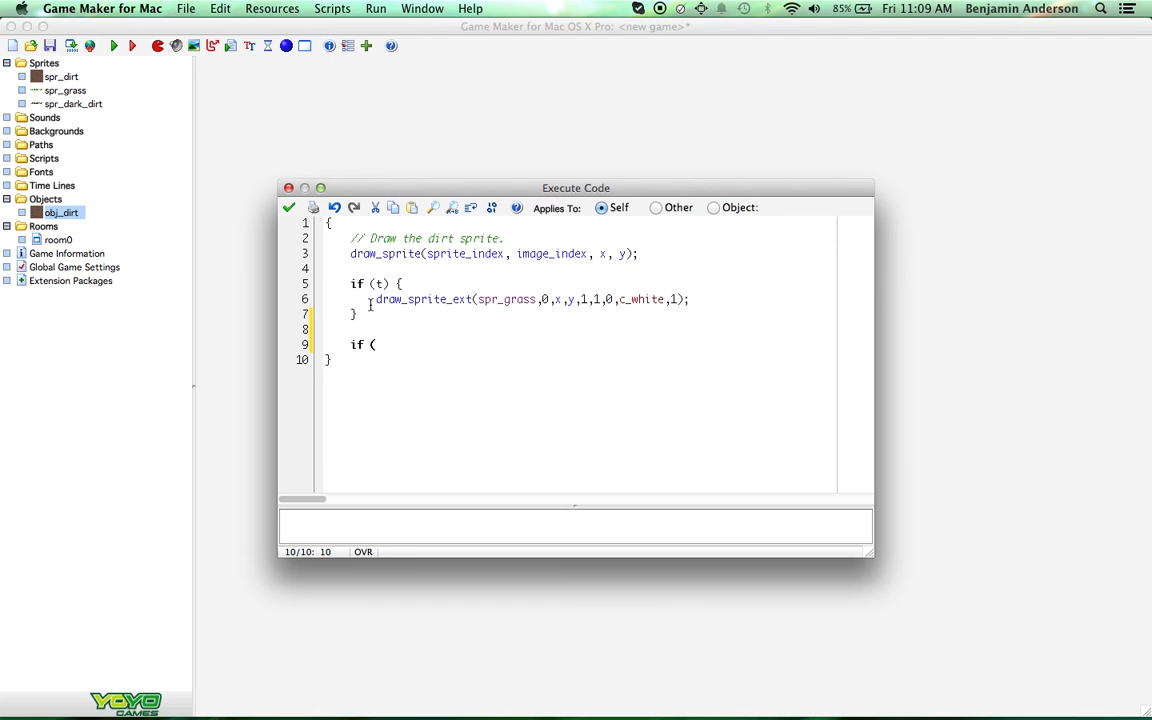 Game Maker for Mac File Edit Resources Scripts Run Window Help 85% Fri 11:09 AM Benjamin Anderson
Game Maker for Mac OS X Pro: <new game>*
Sprites
spr_dirt
spr_grass
spr_dark_dirt
Sounds
Backgrounds
Paths
Scripts
Fonts
Time Lines
Objects
obj_dirt
Rooms
room0
Game Information
Global Game Settings
Extension Packages
Execute Code
Applies To: Self Other Object:
1 {
2 // Draw the dirt sprite.
3 draw_sprite(sprite_index, image_index, x, y);
4
5 if (t) {
6 draw_sprite_ext(spr_grass,0,x,y,1,1,0,c_white,1);
7 }
8
9 if (
10 }
10/10: 10 OVR
YOYO
GAMES